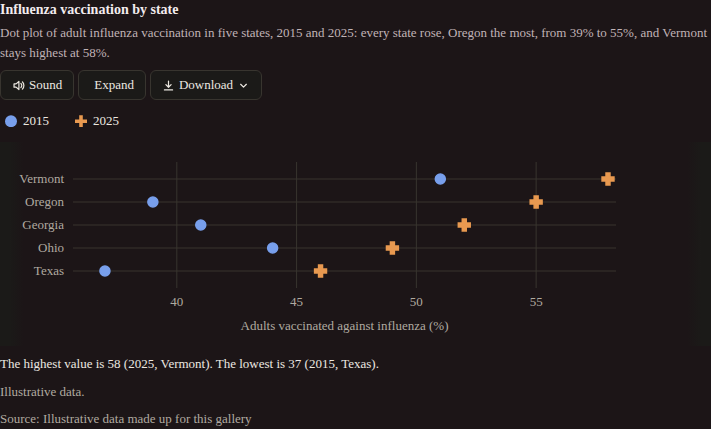 Influenza vaccination by state
Dot plot of adult influenza vaccination in five states, 2015 and 2025: every state rose, Oregon the most, from 39% to 55%, and Vermont
stays highest at 58%.
Sound Expand Download
2015 2025
Vermont
Oregon
Georgia
Ohio
Texas
40 45 50 55
Adults vaccinated against influenza (%)
The highest value is 58 (2025, Vermont). The lowest is 37 (2015, Texas).
Illustrative data.
Source: Illustrative data made up for this gallery